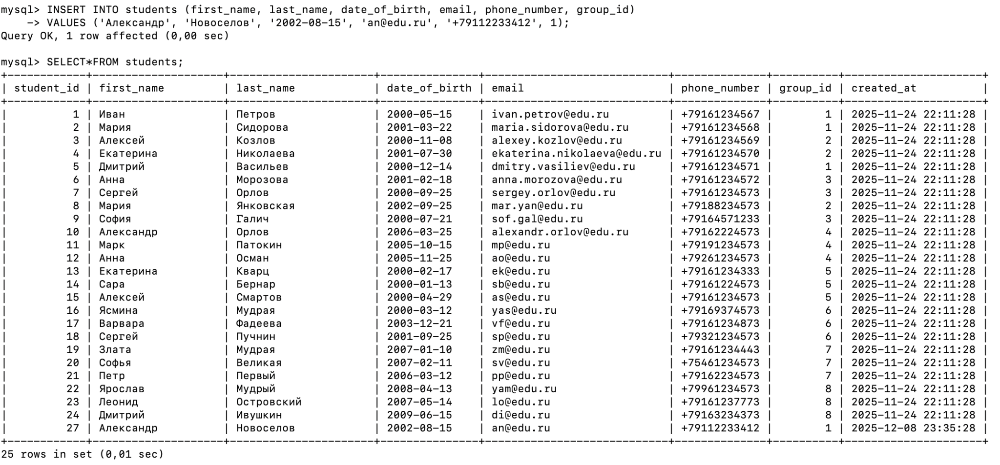 mysql> INSERT INTO students (first_name, last_name, date_of_birth, email, phone_number, group_id)
    -> VALUES ('Александр', 'Новоселов', '2002-08-15', 'an@edu.ru', '+79112233412', 1);
Query OK, 1 row affected (0,00 sec)

mysql> SELECT*FROM students;
+------------+--------------------+----------------------+---------------+----------------------------+--------------+----------+---------------------+
| student_id | first_name         | last_name            | date_of_birth | email                      | phone_number | group_id | created_at          |
+------------+--------------------+----------------------+---------------+----------------------------+--------------+----------+---------------------+
|          1 | Иван               | Петров               | 2000-05-15    | ivan.petrov@edu.ru         | +79161234567 |        1 | 2025-11-24 22:11:28 |
|          2 | Мария              | Сидорова             | 2001-03-22    | maria.sidorova@edu.ru      | +79161234568 |        1 | 2025-11-24 22:11:28 |
|          3 | Алексей            | Козлов               | 2000-11-08    | alexey.kozlov@edu.ru       | +79161234569 |        2 | 2025-11-24 22:11:28 |
|          4 | Екатерина          | Николаева            | 2001-07-30    | ekaterina.nikolaeva@edu.ru | +79161234570 |        2 | 2025-11-24 22:11:28 |
|          5 | Дмитрий            | Васильев             | 2000-12-14    | dmitry.vasiliev@edu.ru     | +79161234571 |        1 | 2025-11-24 22:11:28 |
|          6 | Анна               | Морозова             | 2001-02-18    | anna.morozova@edu.ru       | +79161234572 |        3 | 2025-11-24 22:11:28 |
|          7 | Сергей             | Орлов                | 2000-09-25    | sergey.orlov@edu.ru        | +79161234573 |        3 | 2025-11-24 22:11:28 |
|          8 | Мария              | Янковская            | 2002-09-25    | mar.yan@edu.ru             | +79188234573 |        2 | 2025-11-24 22:11:28 |
|          9 | София              | Галич                | 2000-07-21    | sof.gal@edu.ru             | +79164571233 |        3 | 2025-11-24 22:11:28 |
|         10 | Александр          | Орлов                | 2006-03-25    | alexandr.orlov@edu.ru      | +79162224573 |        4 | 2025-11-24 22:11:28 |
|         11 | Марк               | Патокин              | 2005-10-15    | mp@edu.ru                  | +79191234573 |        4 | 2025-11-24 22:11:28 |
|         12 | Анна               | Осман                | 2005-11-25    | ao@edu.ru                  | +79261234573 |        4 | 2025-11-24 22:11:28 |
|         13 | Екатерина          | Кварц                | 2000-02-17    | ek@edu.ru                  | +79161234333 |        5 | 2025-11-24 22:11:28 |
|         14 | Сара               | Бернар               | 2000-01-13    | sb@edu.ru                  | +79161224573 |        5 | 2025-11-24 22:11:28 |
|         15 | Алексей            | Смартов              | 2000-04-29    | as@edu.ru                  | +79161234573 |        5 | 2025-11-24 22:11:28 |
|         16 | Ясмина             | Мудрая               | 2000-03-12    | yas@edu.ru                 | +79169374573 |        6 | 2025-11-24 22:11:28 |
|         17 | Варвара            | Фадеева              | 2003-12-21    | vf@edu.ru                  | +79161234873 |        6 | 2025-11-24 22:11:28 |
|         18 | Сергей             | Пучнин               | 2001-09-25    | sp@edu.ru                  | +79321234573 |        6 | 2025-11-24 22:11:28 |
|         19 | Злата              | Мудрая               | 2007-01-10    | zm@edu.ru                  | +79161234443 |        7 | 2025-11-24 22:11:28 |
|         20 | Софья              | Великая              | 2007-02-11    | sv@edu.ru                  | +75461234573 |        7 | 2025-11-24 22:11:28 |
|         21 | Петр               | Первый               | 2006-03-12    | pp@edu.ru                  | +79162234573 |        7 | 2025-11-24 22:11:28 |
|         22 | Ярослав            | Мудрый               | 2008-04-13    | yam@edu.ru                 | +79961234573 |        8 | 2025-11-24 22:11:28 |
|         23 | Леонид             | Островский           | 2007-05-14    | lo@edu.ru                  | +79161237773 |        8 | 2025-11-24 22:11:28 |
|         24 | Дмитрий            | Ивушкин              | 2009-06-15    | di@edu.ru                  | +79163234373 |        8 | 2025-11-24 22:11:28 |
|         27 | Александр          | Новоселов            | 2002-08-15    | an@edu.ru                  | +79112233412 |        1 | 2025-12-08 23:35:28 |
+------------+--------------------+----------------------+---------------+----------------------------+--------------+----------+---------------------+
25 rows in set (0,01 sec)